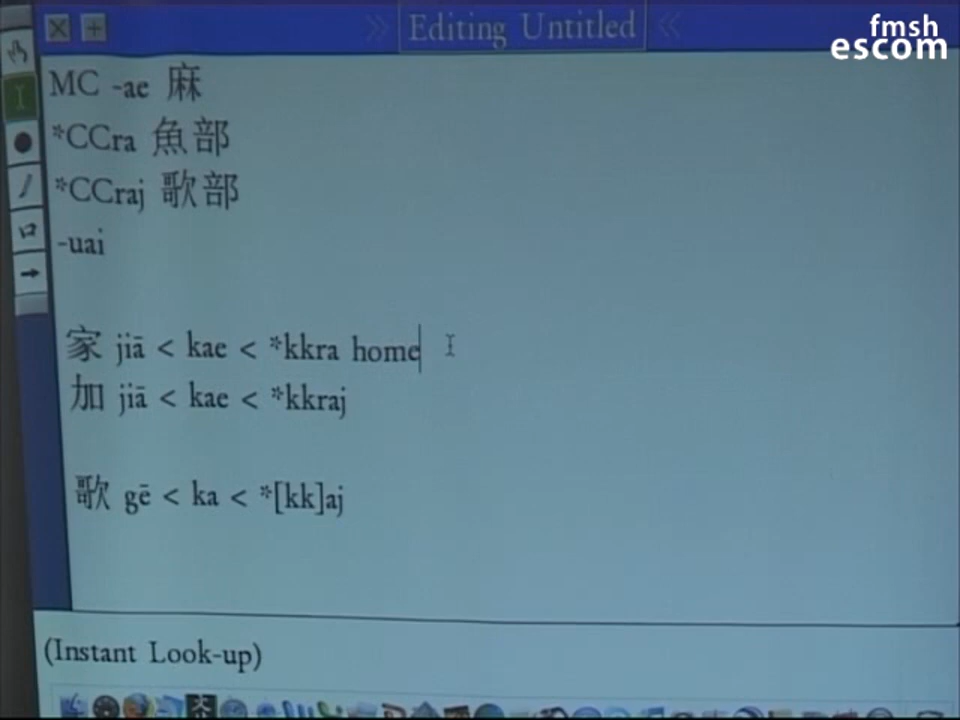 Editing Untitled
fmsh
escom
MC -ae 麻
*CCra 魚部
*CCraj 歌部
-uai
家 jiā < kae < *kkra home
加 jiā < kae < *kkraj
歌 gē < ka < *[kk]aj
(Instant Look-up)